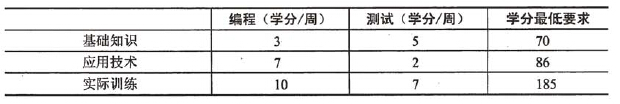 编程（学分/周） 测试（学分/周） 学分最低要求
基础知识 3 5 70
应用技术 7 2 86
实际训练 10 7 185